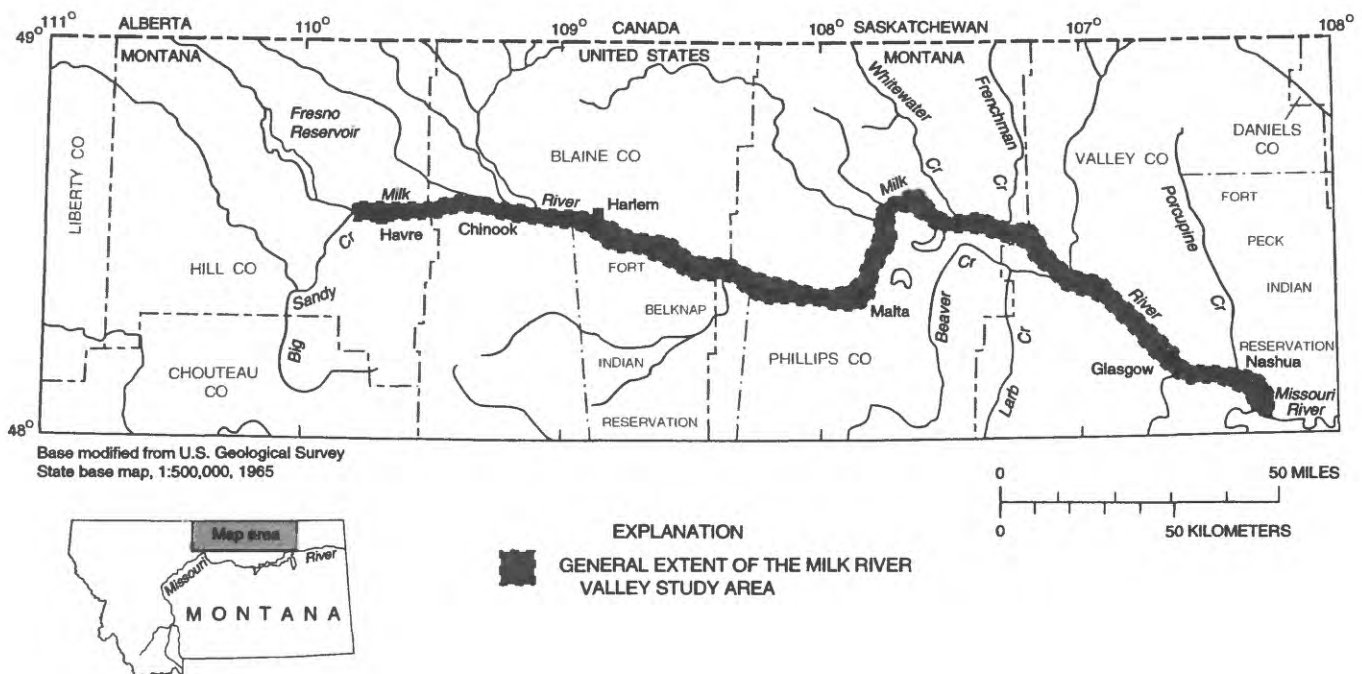 111° ALBERTA 110° 109° CANADA 108° SASKATCHEWAN 107° 108°
49° MONTANA UNITED STATES MONTANA
Whitewater Cr
Frenchman Cr
Fresno
Reservoir
BLAINE CO
VALLEY CO
DANIELS
CO
LIBERTY CO
Milk River Harlem
Milk
Porcupine Cr
FORT
PECK
INDIAN
RESERVATION
Havre Chinook
HILL CO
Big Sandy Cr
FORT
BELKNAP
INDIAN
RESERVATION
Malta
Beaver Cr
Larb Cr
River
PHILLIPS CO
CHOUTEAU
CO
Glasgow
Nashua
Missouri
River
48°
Base modified from U.S. Geological Survey
State base map, 1:500,000, 1965
0 50 MILES
0 50 KILOMETERS
Map area
Missouri River
MONTANA
EXPLANATION
GENERAL EXTENT OF THE MILK RIVER
VALLEY STUDY AREA